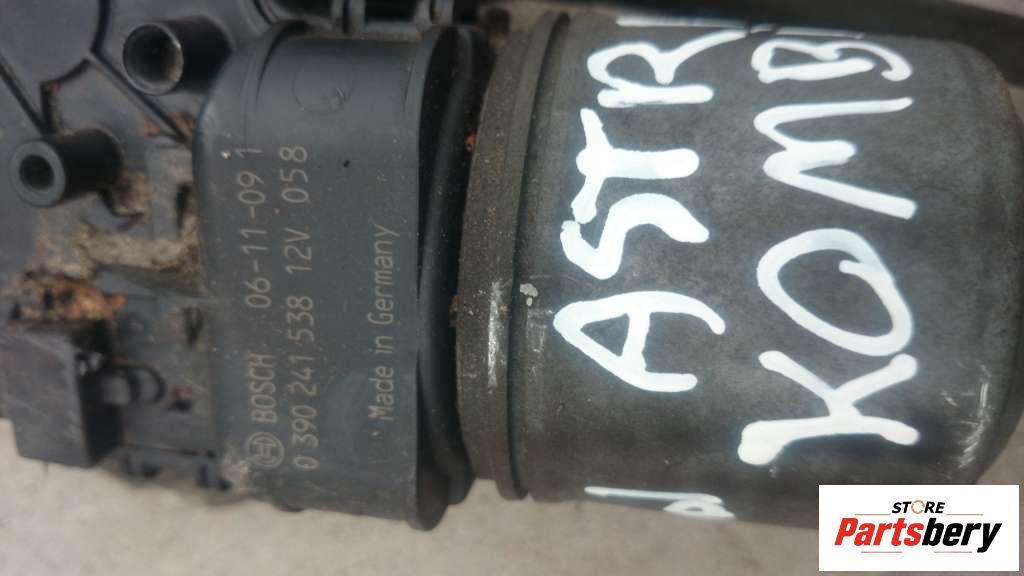 BOSCH 06-11-09 1
0 390 241 538 12V 058
Made in Germany
ASTR
KOMBI
STORE
Partsbery